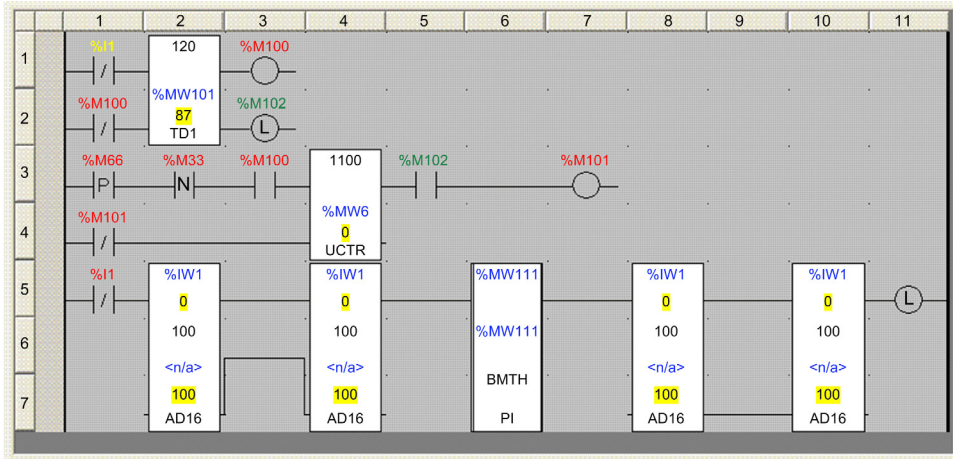 1 2 3 4 5 6 7 8 9 10 11
1
%I1 120 %M100
%MW101
2
%M100 87 %M102
TD1 L
3
%M66 %M33 %M100 1100 %M102 %M101
P N
4
%M101 %MW6
0
UCTR
5
%I1 %IW1 %IW1 %MW111 %IW1 %IW1
0 0 0 0 L
6
100 100 %MW111 100 100
<n/a> <n/a> <n/a> <n/a>
BMTH
7
100 100 100 100
AD16 AD16 PI AD16 AD16